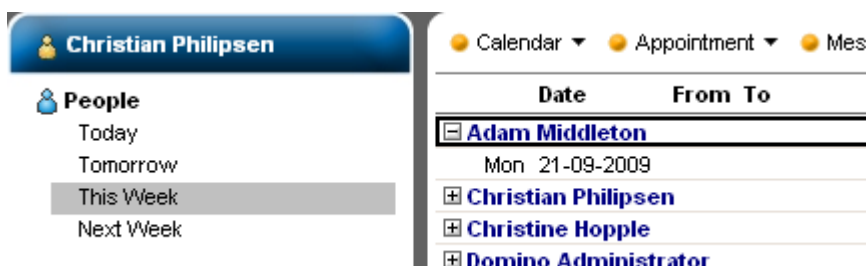 Christian Philipsen
People
Today
Tomorrow
This Week
Next Week
Calendar Appointment Mes
Date From To
Adam Middleton
Mon 21-09-2009
Christian Philipsen
Christine Hopple
Domino Administrator